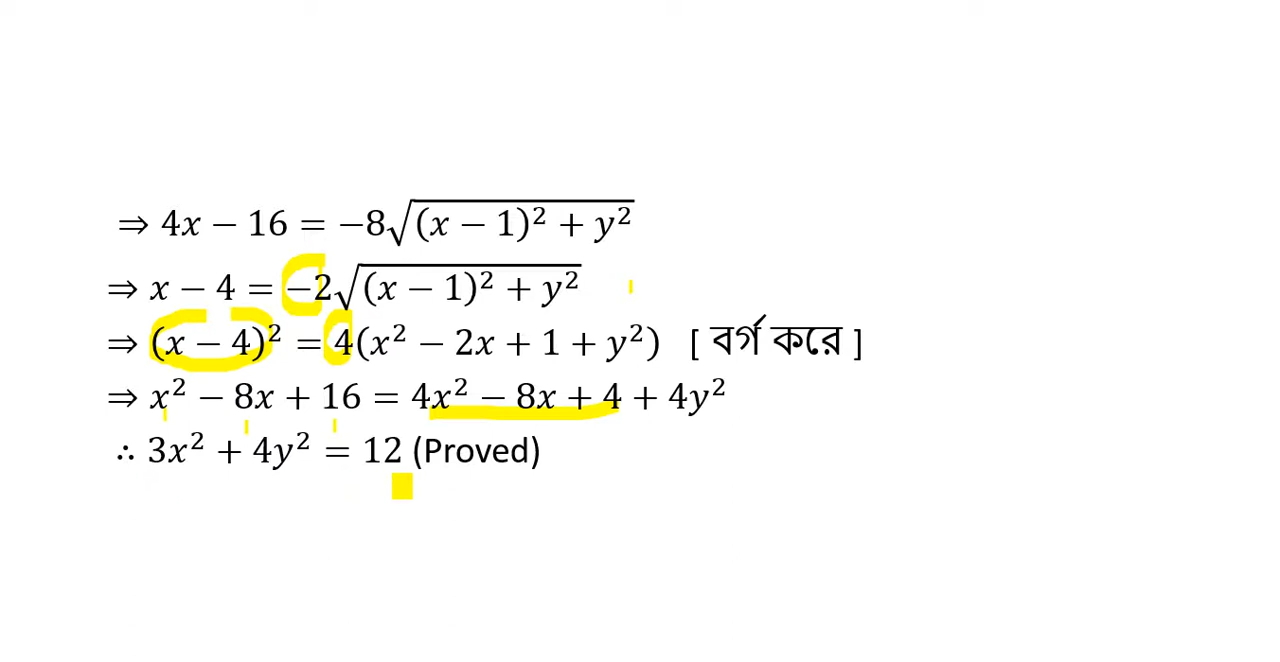 ⇒ 4x − 16 = −8√((x − 1)² + y²)
⇒ x − 4 = −2√((x − 1)² + y²)
⇒ (x − 4)² = 4(x² − 2x + 1 + y²) [ বর্গ করে ]
⇒ x² − 8x + 16 = 4x² − 8x + 4 + 4y²
∴ 3x² + 4y² = 12 (Proved)